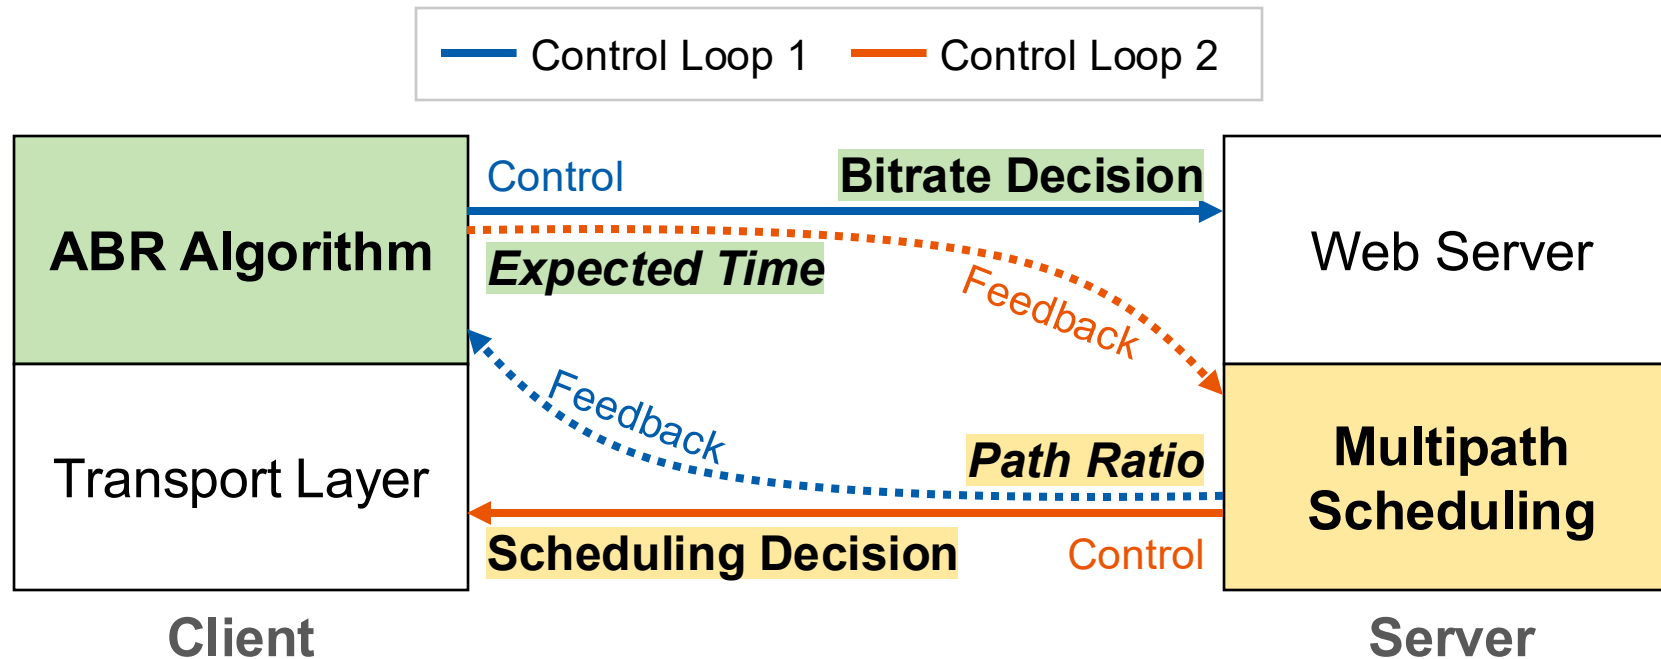 Control Loop 1
Control Loop 2
Control
Bitrate Decision
ABR Algorithm
Expected Time
Feedback
Web Server
Feedback
Transport Layer
Path Ratio
Multipath
Scheduling
Scheduling Decision
Control
Client
Server